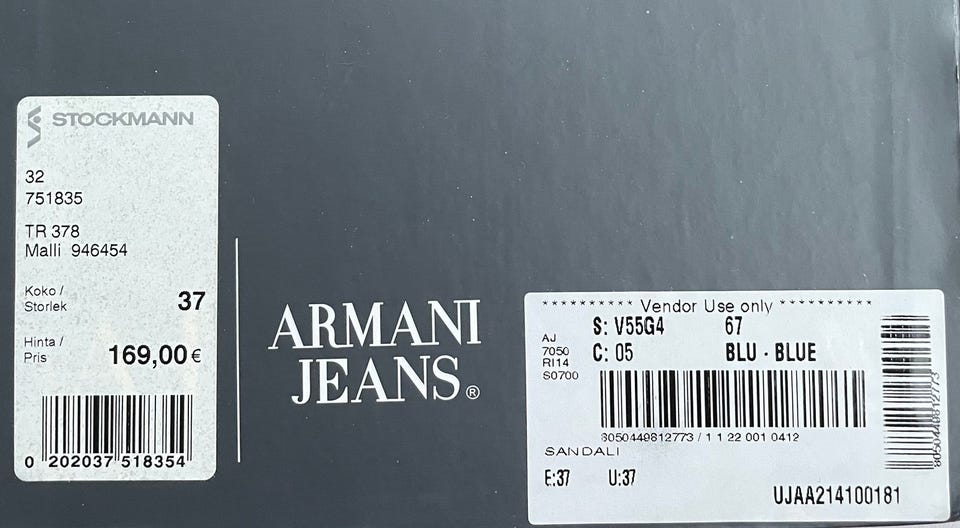 STOCKMANN
32
751835
TR 378
Malli 946454
Koko /
Storlek
37
Hinta /
Pris
169,00 €
0 202037 518354
ARMANI
JEANS®
********** Vendor Use only **********
AJ
7050
RI14
S0700
S: V55G4 67
C: 05 BLU - BLUE
8050449812773 / 1 1 22 001 0412
SANDALI
E:37 U:37
UJAA214100181
8050449812773